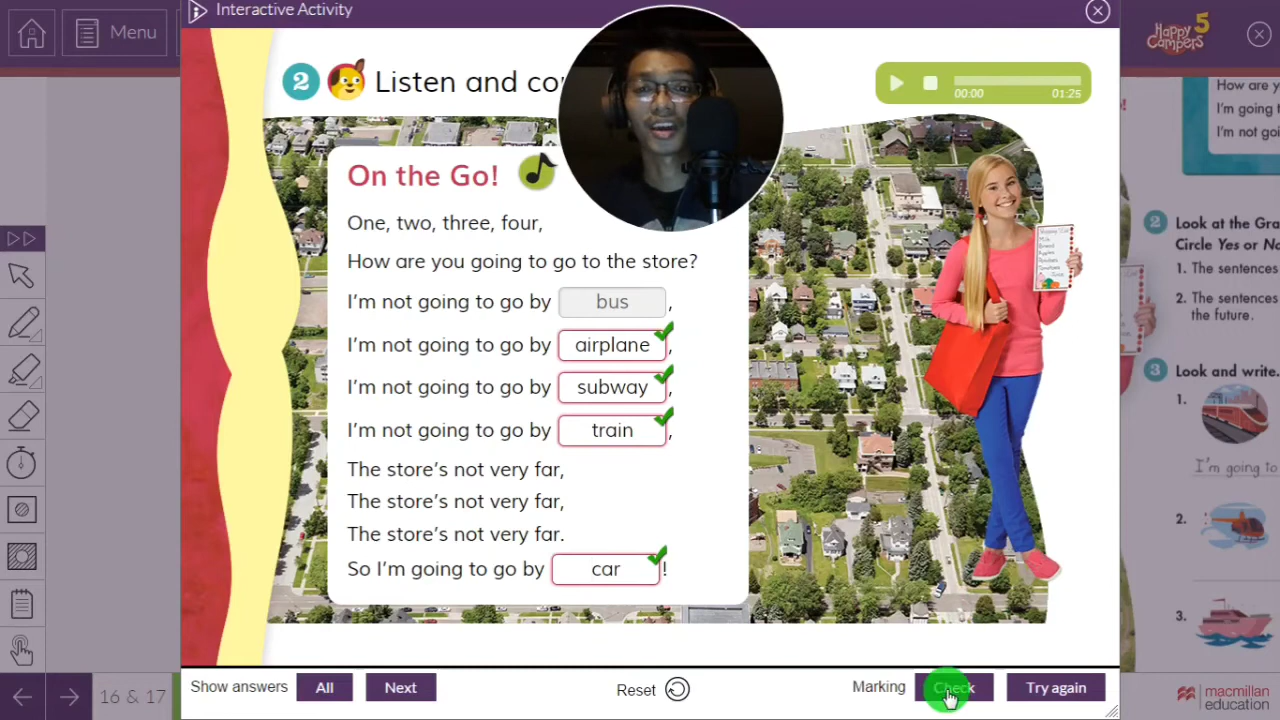 Interactive Activity
Menu
Happy Campers 5
2 Listen and co
00:00 01:25
On the Go!
One, two, three, four,
How are you going to go to the store?
I'm not going to go by bus,
I'm not going to go by airplane,
I'm not going to go by subway,
I'm not going to go by train,
The store's not very far,
The store's not very far,
The store's not very far.
So I'm going to go by car!
How are y
I'm going t
I'm not goi
2 Look at the Gra
Circle Yes or No
1. The sentences
2. The sentences
the future.
3 Look and write.
1.
I'm going to
2.
3.
Show answers All Next Reset Marking Check Try again
16 & 17
macmillan
education